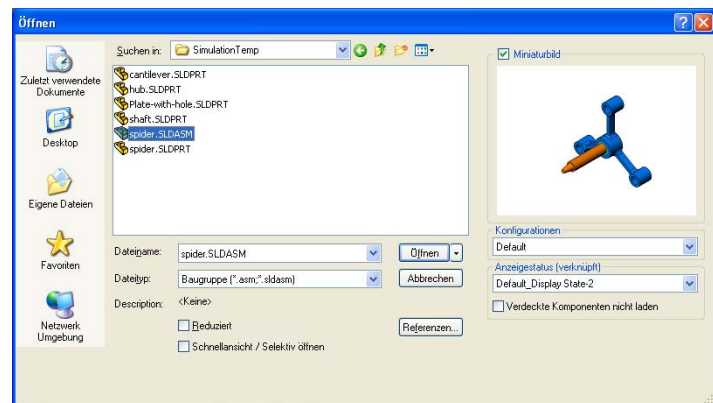 Öffnen
Suchen in: SimulationTemp
Zuletzt verwendete
Dokumente
Desktop
Eigene Dateien
Favoriten
Netzwerk
Umgebung
cantilever.SLDPRT
hub.SLDPRT
Plate-with-hole.SLDPRT
shaft.SLDPRT
spider.SLDASM
spider.SLDPRT
Dateiname: spider.SLDASM Öffnen
Dateityp: Baugruppe (*.asm;*.sldasm) Abbrechen
Description: <Keine>
Reduziert Referenzen...
Schnellansicht / Selektiv öffnen
Miniaturbild
Konfigurationen
Default
Anzeigestatus (verknüpft)
Default_Display State-2
Verdeckte Komponenten nicht laden